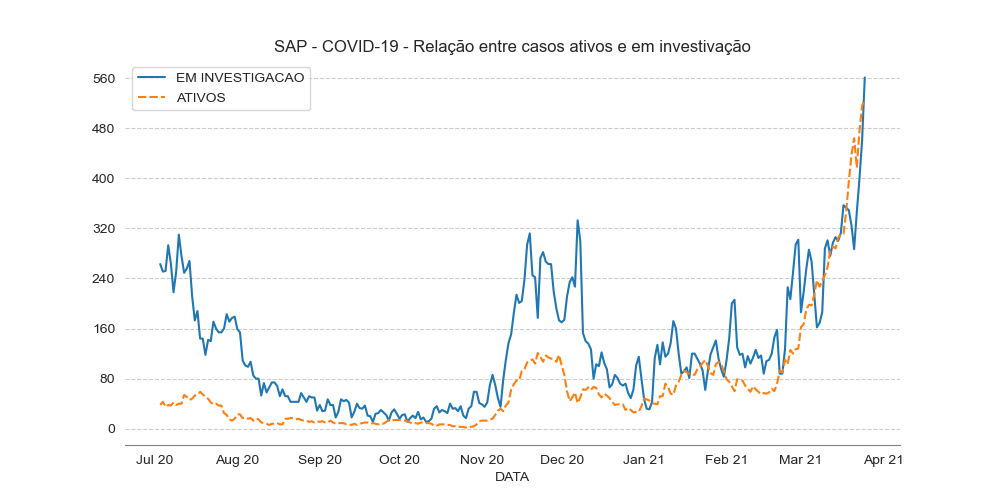 SAP - COVID-19 - Relação entre casos ativos e em investivação
EM INVESTIGACAO
ATIVOS
560
480
400
320
240
160
80
0
Jul 20 Aug 20 Sep 20 Oct 20 Nov 20 Dec 20 Jan 21 Feb 21 Mar 21 Apr 21
DATA